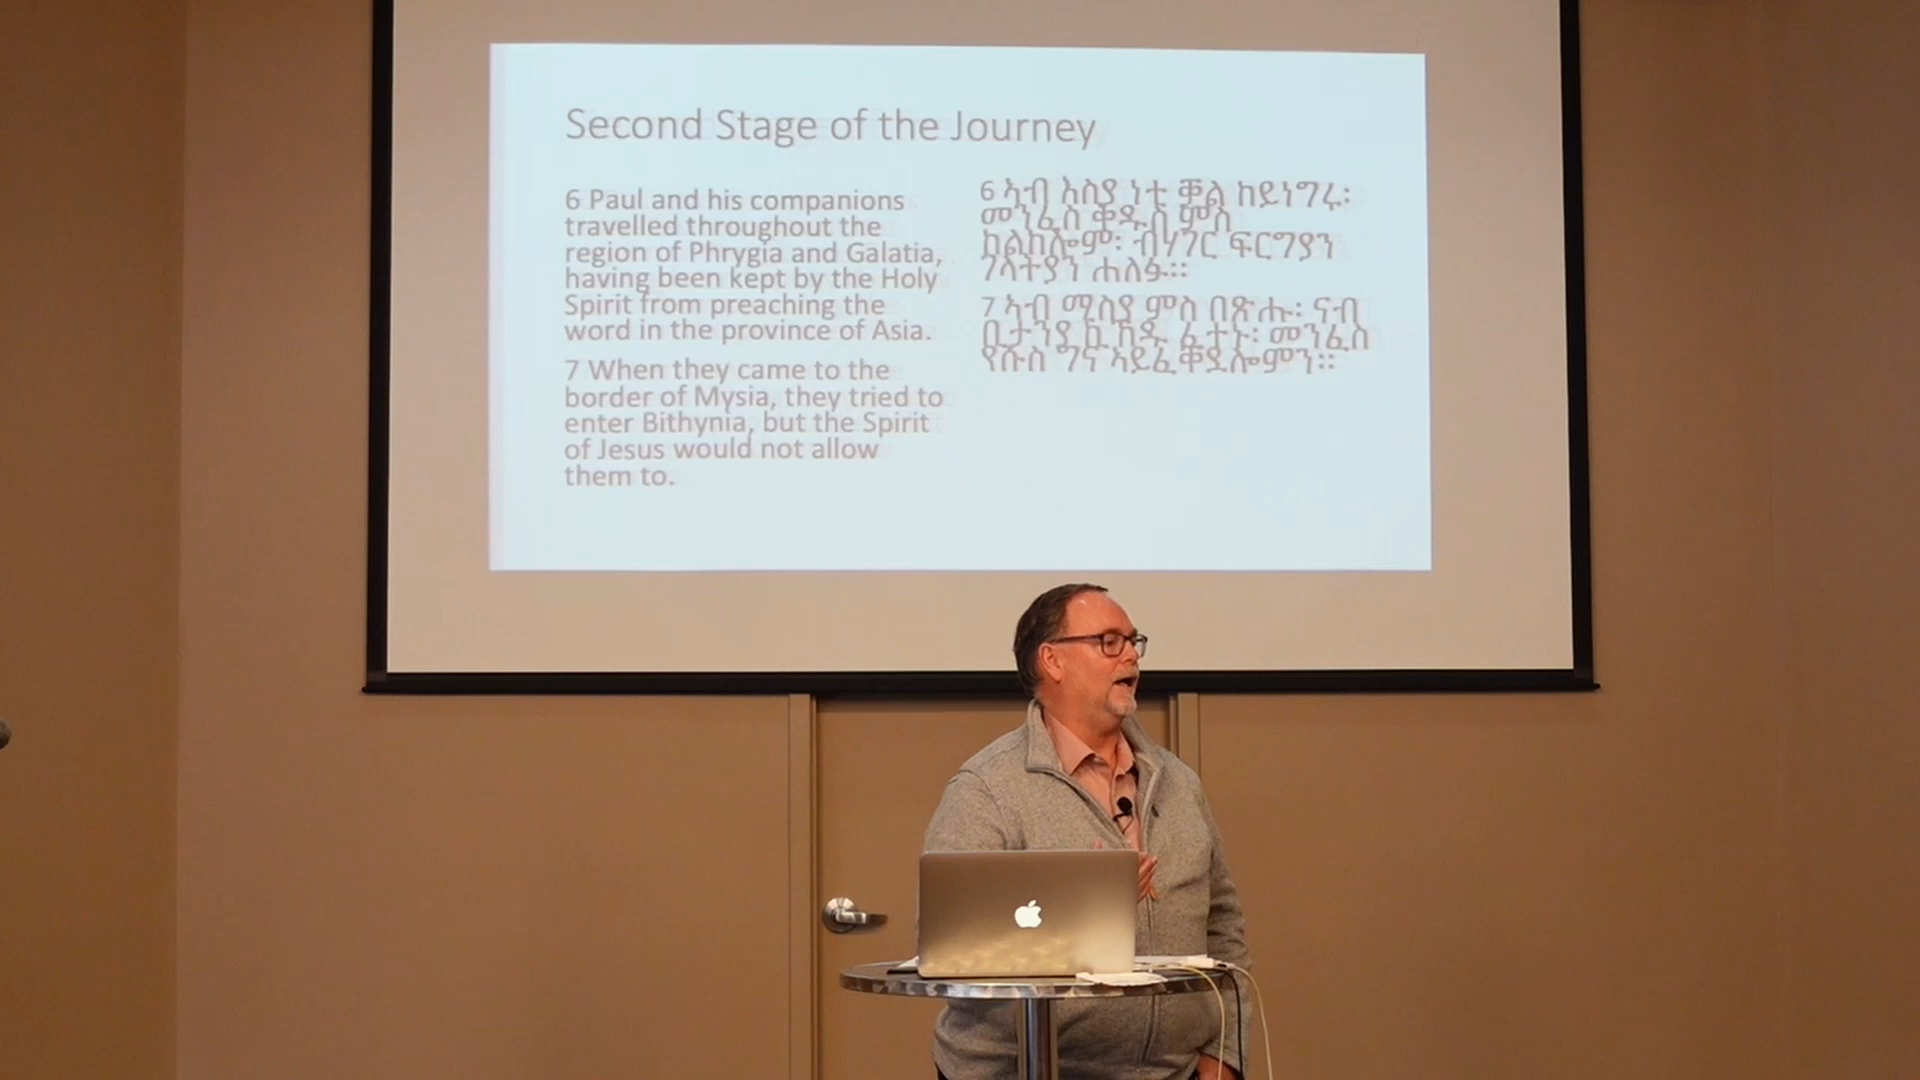 Second Stage of the Journey
6 Paul and his companions
travelled throughout the
region of Phrygia and Galatia,
having been kept by the Holy
Spirit from preaching the
word in the province of Asia.
7 When they came to the
border of Mysia, they tried to
enter Bithynia, but the Spirit
of Jesus would not allow
them to.
6 ኣብ እስያ ነቲ ቓል ከይነግሩ፡
መንፈስ ቅዱስ ምስ
ከልከሎም፡ ብሃገር ፍርግያን
ገላትያን ሐለፉ።
7 ኣብ ሚስያ ምስ በጽሑ፡ ናብ
ቢታንያ ኪ ኸዱ ፈተኑ፡ መንፈስ
የሱስ ግና ኣይፈቐደሎምን።